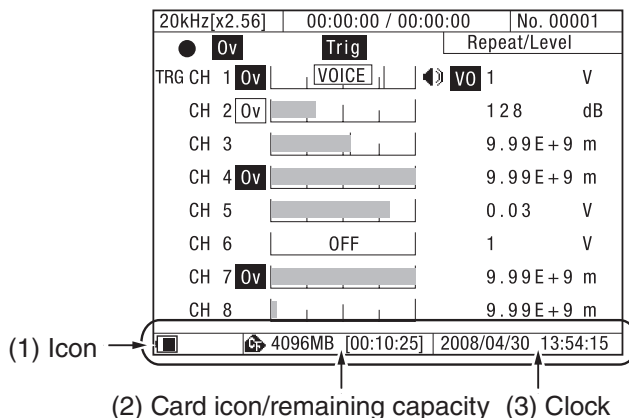 20kHz[x2.56] 00:00:00 / 00:00:00 No. 00001
Ov Trig Repeat/Level
TRG CH 1 Ov VOICE VO 1 V
CH 2 Ov 128 dB
CH 3 9.99E+9 m
CH 4 Ov 9.99E+9 m
CH 5 0.03 V
CH 6 OFF 1 V
CH 7 Ov 9.99E+9 m
CH 8 9.99E+9 m
(1) Icon CF 4096MB [00:10:25] 2008/04/30 13:54:15
(2) Card icon/remaining capacity (3) Clock